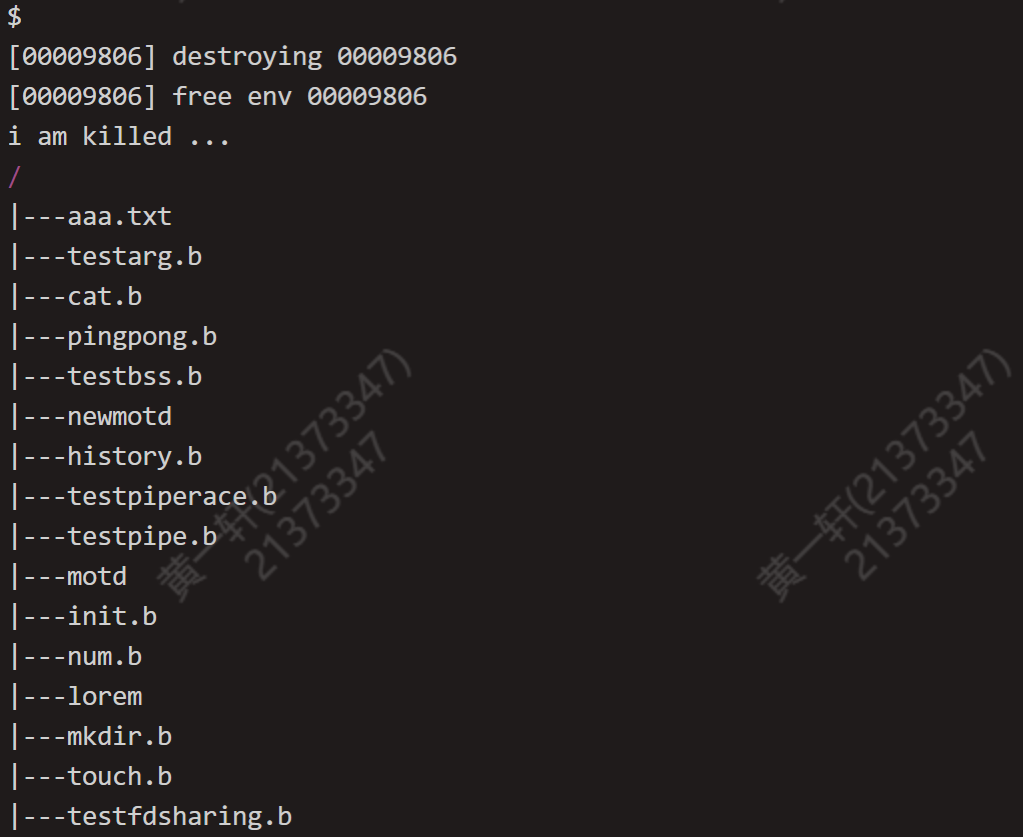 $
[00009806] destroying 00009806
[00009806] free env 00009806
i am killed ...
/
|---aaa.txt
|---testarg.b
|---cat.b
|---pingpong.b
|---testbss.b
|---newmotd
|---history.b
|---testpiperace.b
|---testpipe.b
|---motd
|---init.b
|---num.b
|---lorem
|---mkdir.b
|---touch.b
|---testfdsharing.b
黄一轩(21373347)
21373347
黄一轩(21373347)
21373347